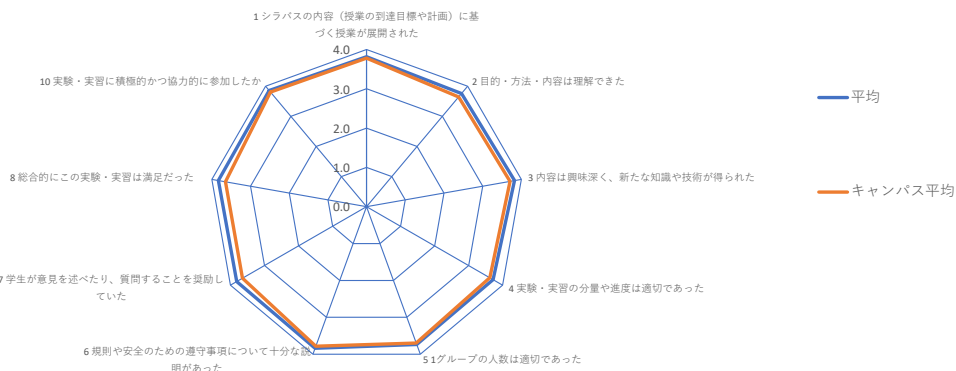 1 シラバスの内容（授業の到達目標や計画）に基
づく授業が展開された
4.0
3.0
2.0
1.0
0.0
10 実験・実習に積極的かつ協力的に参加したか
2 目的・方法・内容は理解できた
平均
8 総合的にこの実験・実習は満足だった
3 内容は興味深く、新たな知識や技術が得られた
キャンパス平均
7 学生が意見を述べたり、質問することを奨励し
ていた
4 実験・実習の分量や進度は適切であった
6 規則や安全のための遵守事項について十分な説
明があった
5 1グループの人数は適切であった